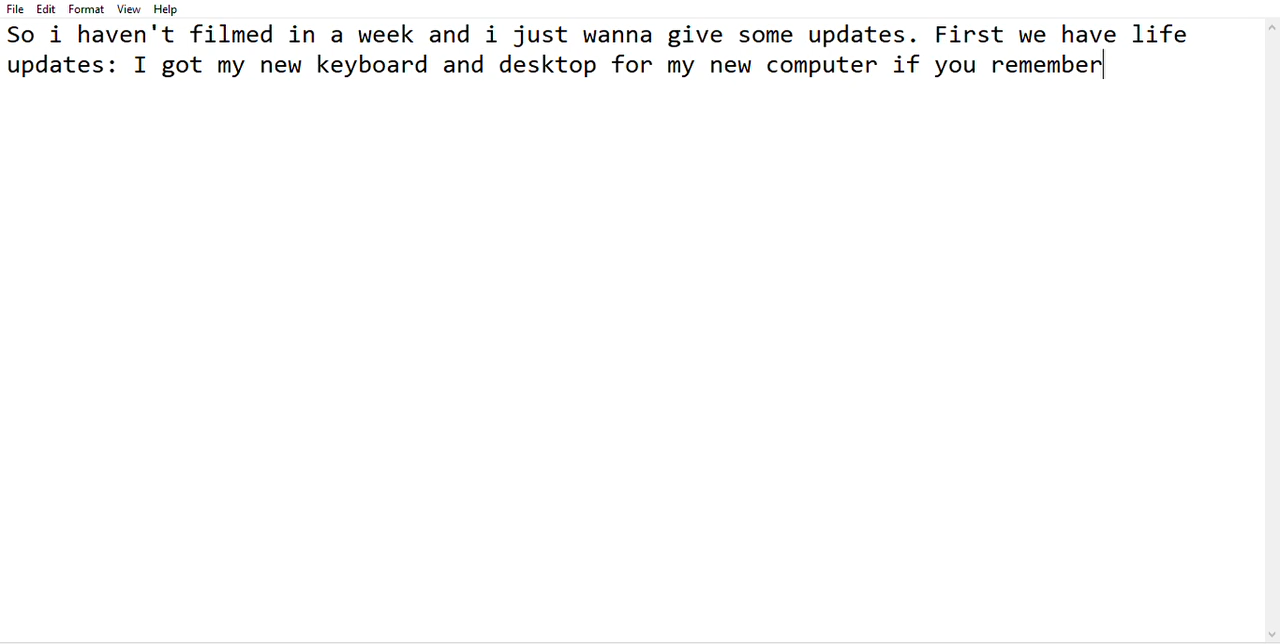 File Edit Format View Help
So i haven't filmed in a week and i just wanna give some updates. First we have life
updates: I got my new keyboard and desktop for my new computer if you remember